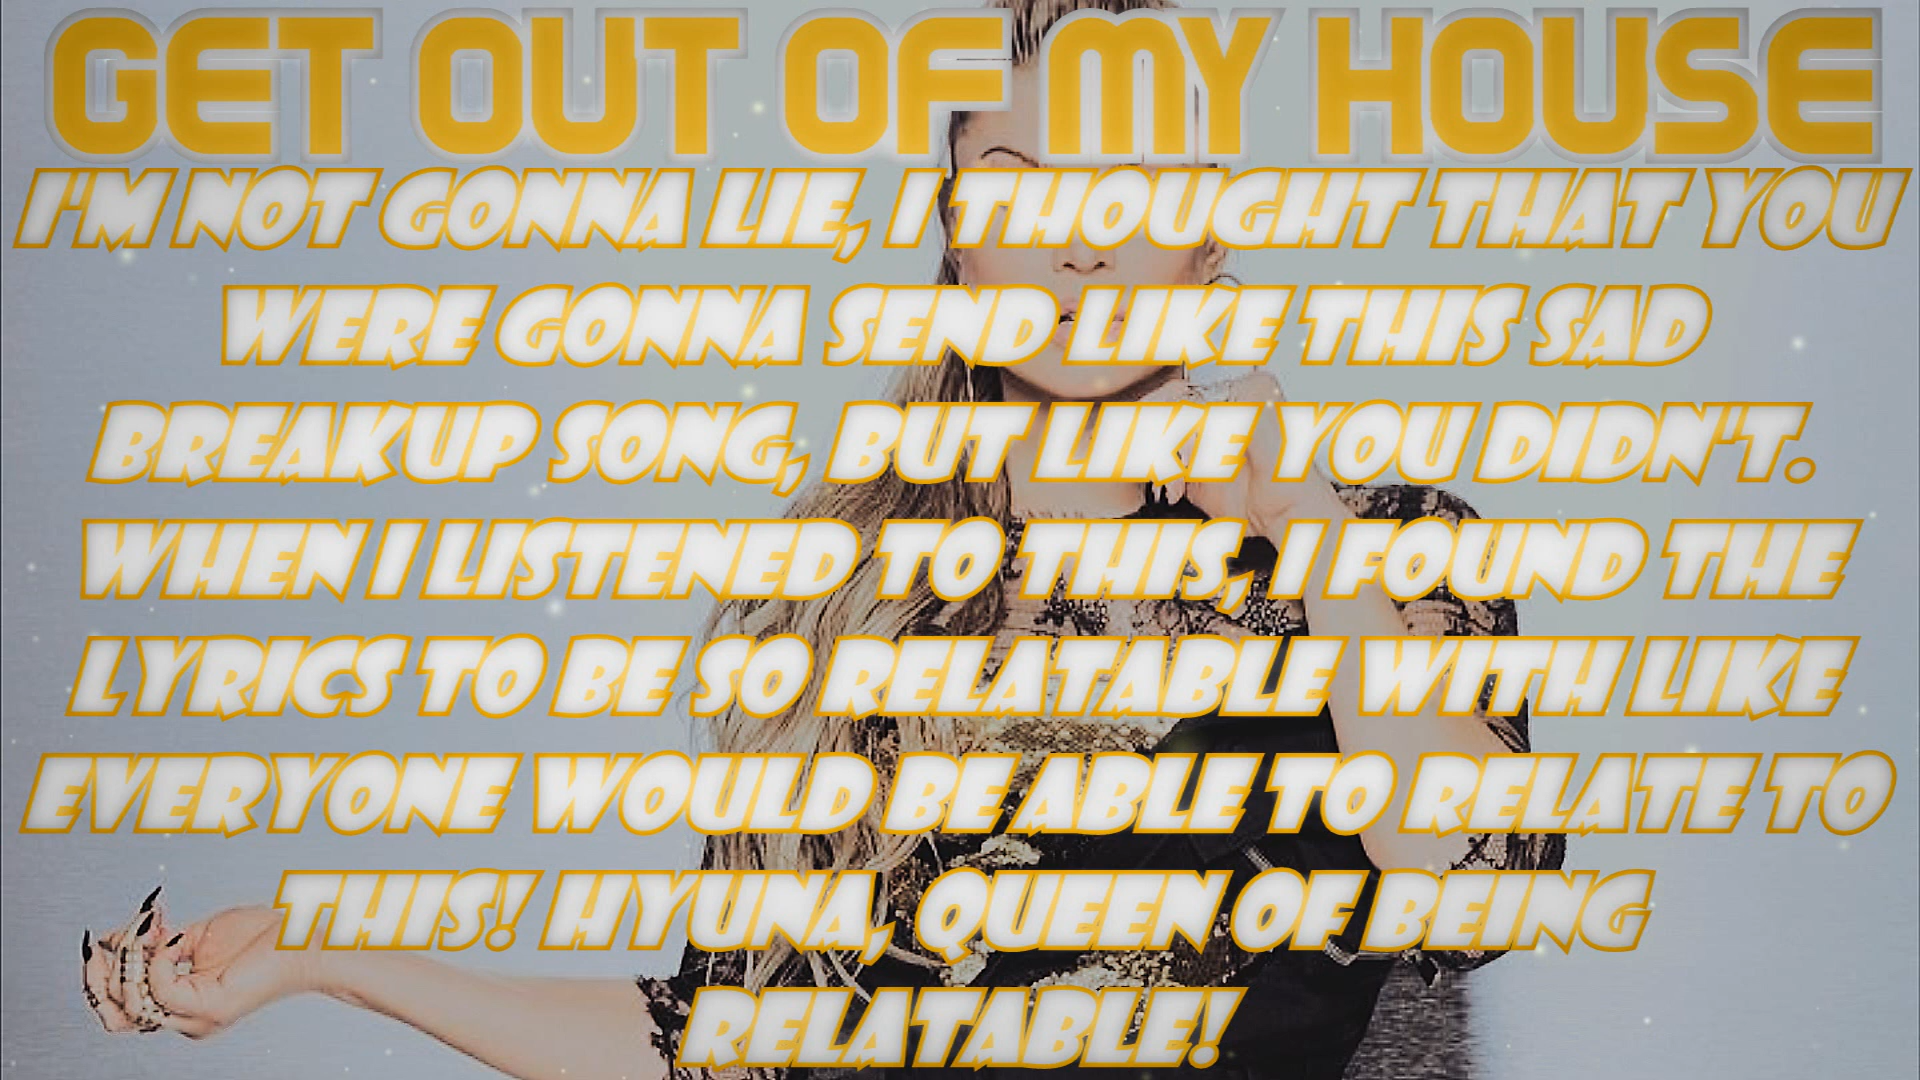 GET OUT OF MY HOUSE
I'M NOT GONNA LIE, I THOUGHT THAT YOU
WERE GONNA SEND LIKE THIS SAD
BREAKUP SONG, BUT LIKE YOU DIDN'T.
WHEN I LISTENED TO THIS, I FOUND THE
LYRICS TO BE SO RELATABLE WITH LIKE
EVERYONE WOULD BE ABLE TO RELATE TO
THIS! HYUNA, QUEEN OF BEING
RELATABLE!